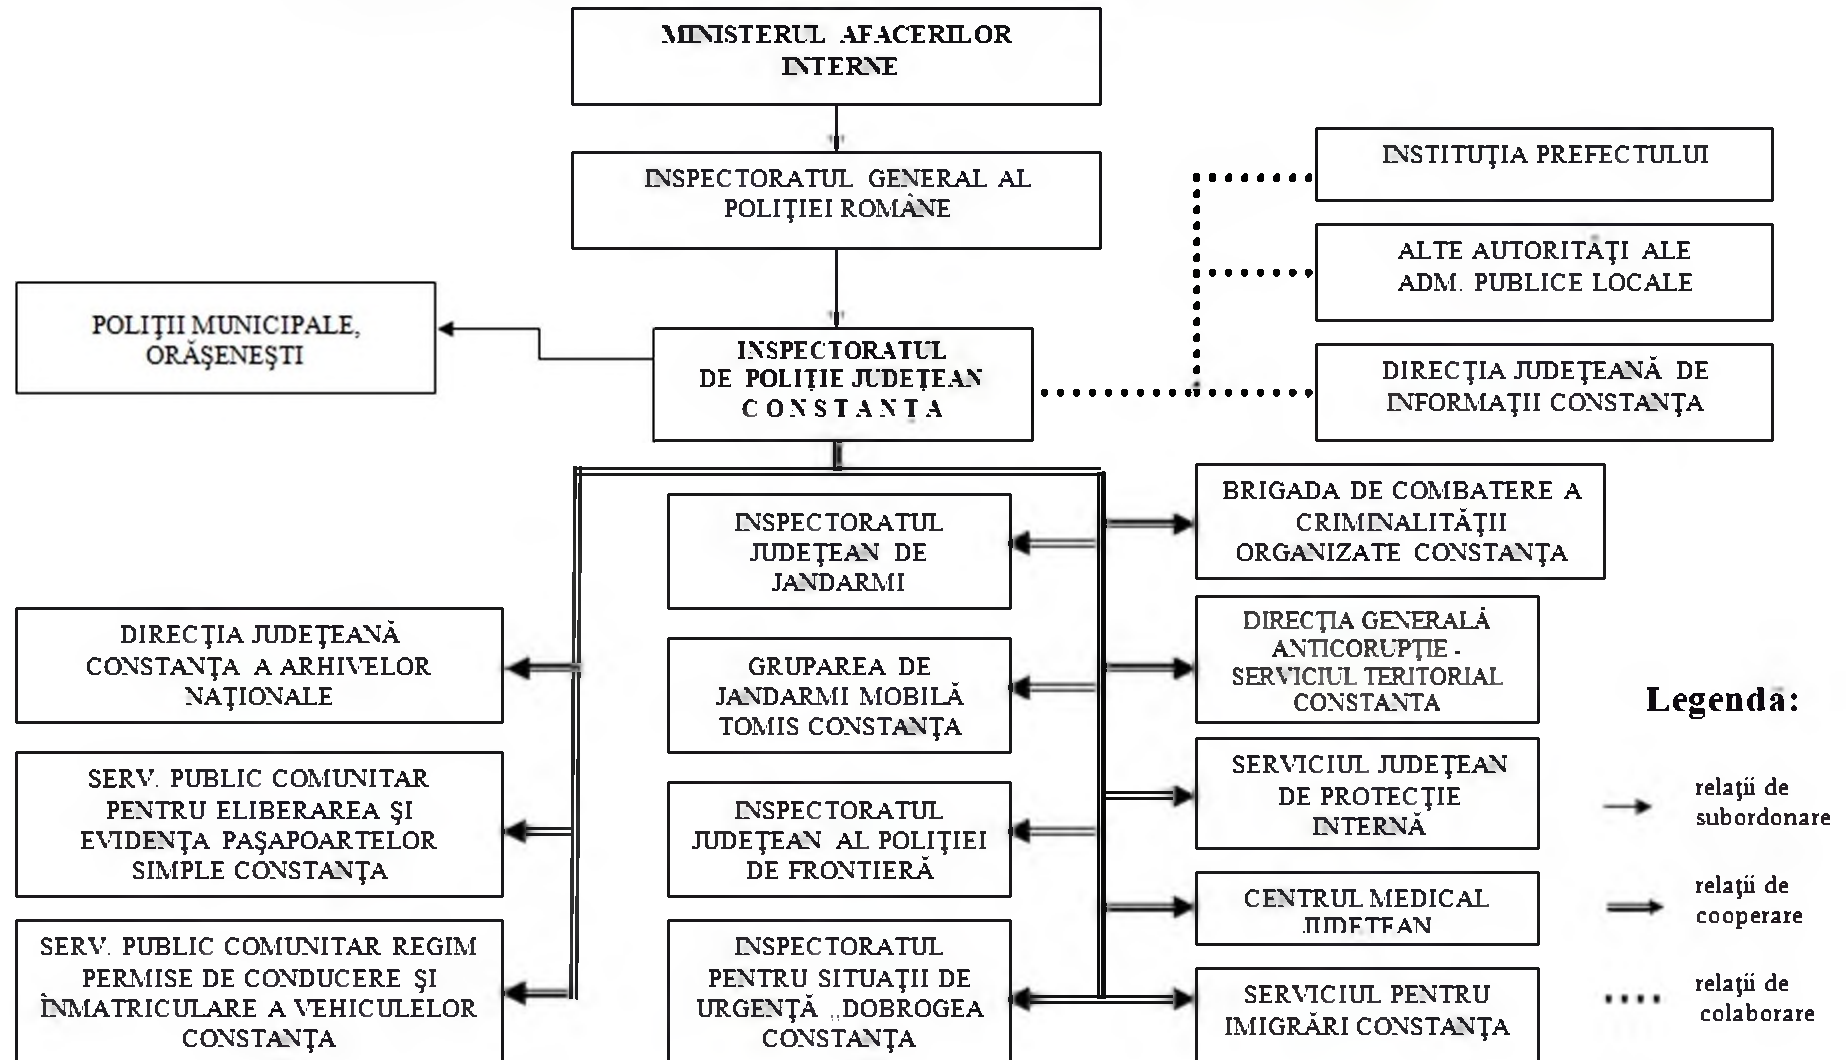 MINISTERUL AFACERILOR
INTERNE
INSPECTORATUL GENERAL AL
POLIŢIEI ROMÂNE
INSTITUŢIA PREFECTULUI
ALTE AUTORITĂŢI ALE
ADM. PUBLICE LOCALE
POLIŢII MUNICIPALE,
ORĂŞENEŞTI
INSPECTORATUL
DE POLIŢIE JUDEŢEAN
CONSTANŢA
DIRECŢIA JUDEŢEANĂ DE
INFORMAŢII CONSTANŢA
INSPECTORATUL
JUDEŢEAN DE
JANDARMI
BRIGADA DE COMBATERE A
CRIMINALITĂŢII
ORGANIZATE CONSTANŢA
DIRECŢIA JUDEŢEANĂ
CONSTANŢA A ARHIVELOR
NAŢIONALE
GRUPAREA DE
JANDARMI MOBILĂ
TOMIS CONSTANŢA
DIRECŢIA GENERALĂ
ANTICORUPŢIE -
SERVICIUL TERITORIAL
CONSTANTA
SERV. PUBLIC COMUNITAR
PENTRU ELIBERAREA ŞI
EVIDENŢA PAŞAPOARTELOR
SIMPLE CONSTANŢA
INSPECTORATUL
JUDEŢEAN AL POLIŢIEI
DE FRONTIERĂ
SERVICIUL JUDEŢEAN
DE PROTECŢIE
INTERNĂ
CENTRUL MEDICAL
JUDEŢEAN
SERV. PUBLIC COMUNITAR REGIM
PERMISE DE CONDUCERE ŞI
ÎNMATRICULARE A VEHICULELOR
CONSTANŢA
INSPECTORATUL
PENTRU SITUAŢII DE
URGENŢĂ „DOBROGEA
CONSTANŢA
SERVICIUL PENTRU
IMIGRĂRI CONSTANŢA
Legendă:
relaţii de
subordonare
relaţii de
cooperare
relaţii de
colaborare